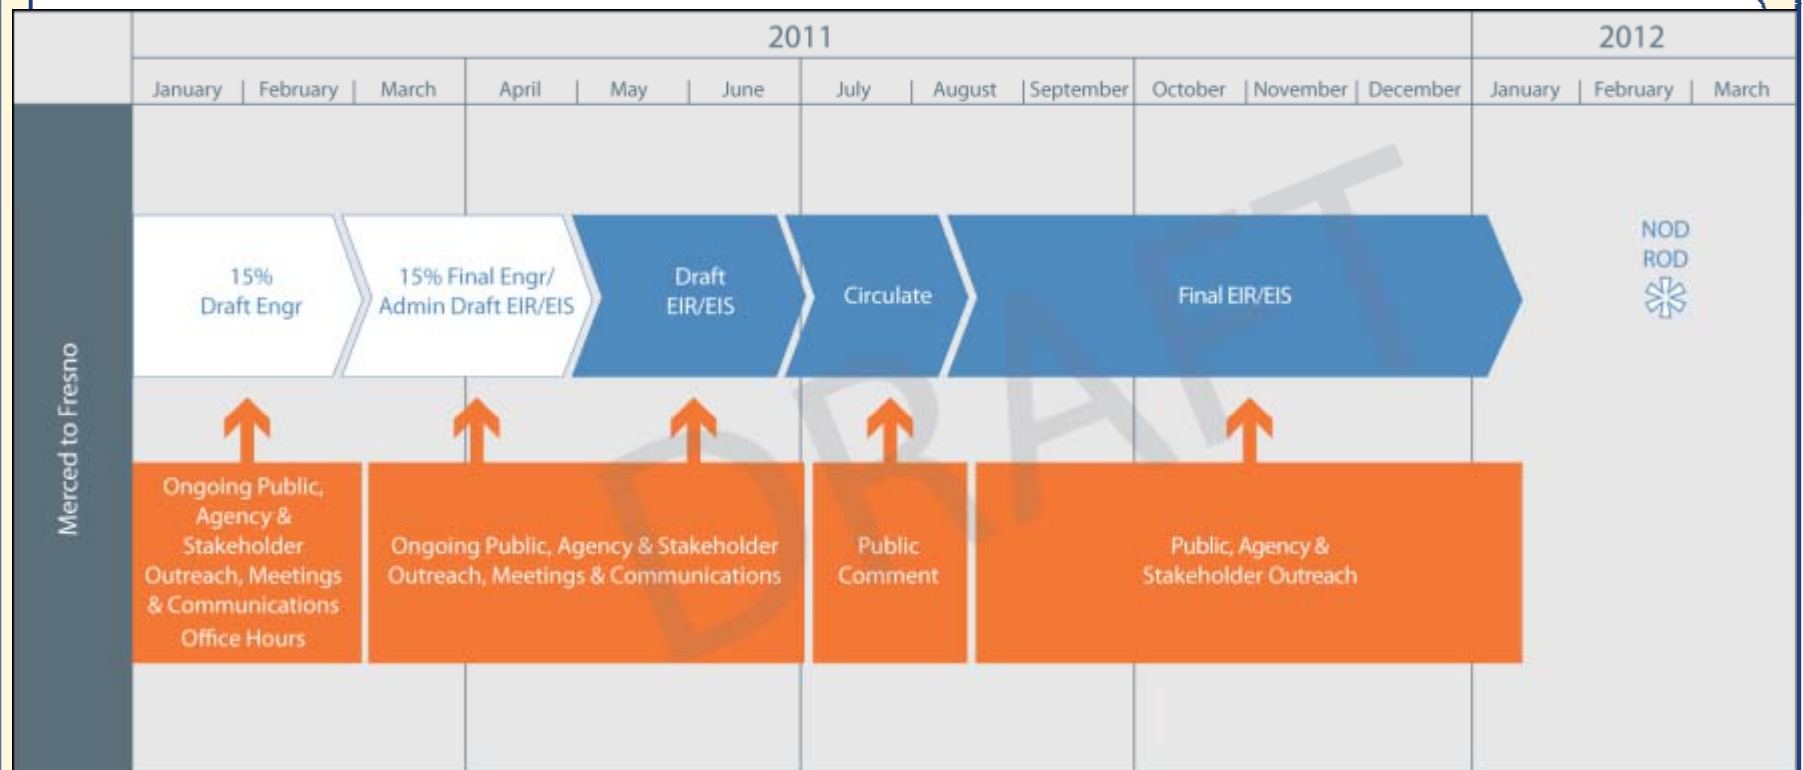 2011
2012
January | February | March
April | May | June
July | August | September
October | November | December
January | February | March
Merced to Fresno
15%
Draft Engr
15% Final Engr/
Admin Draft EIR/EIS
Draft
EIR/EIS
Circulate
Final EIR/EIS
NOD
ROD
Ongoing Public,
Agency &
Stakeholder
Outreach, Meetings
& Communications
Office Hours
Ongoing Public, Agency & Stakeholder
Outreach, Meetings & Communications
Public
Comment
Public, Agency &
Stakeholder Outreach
DRAFT